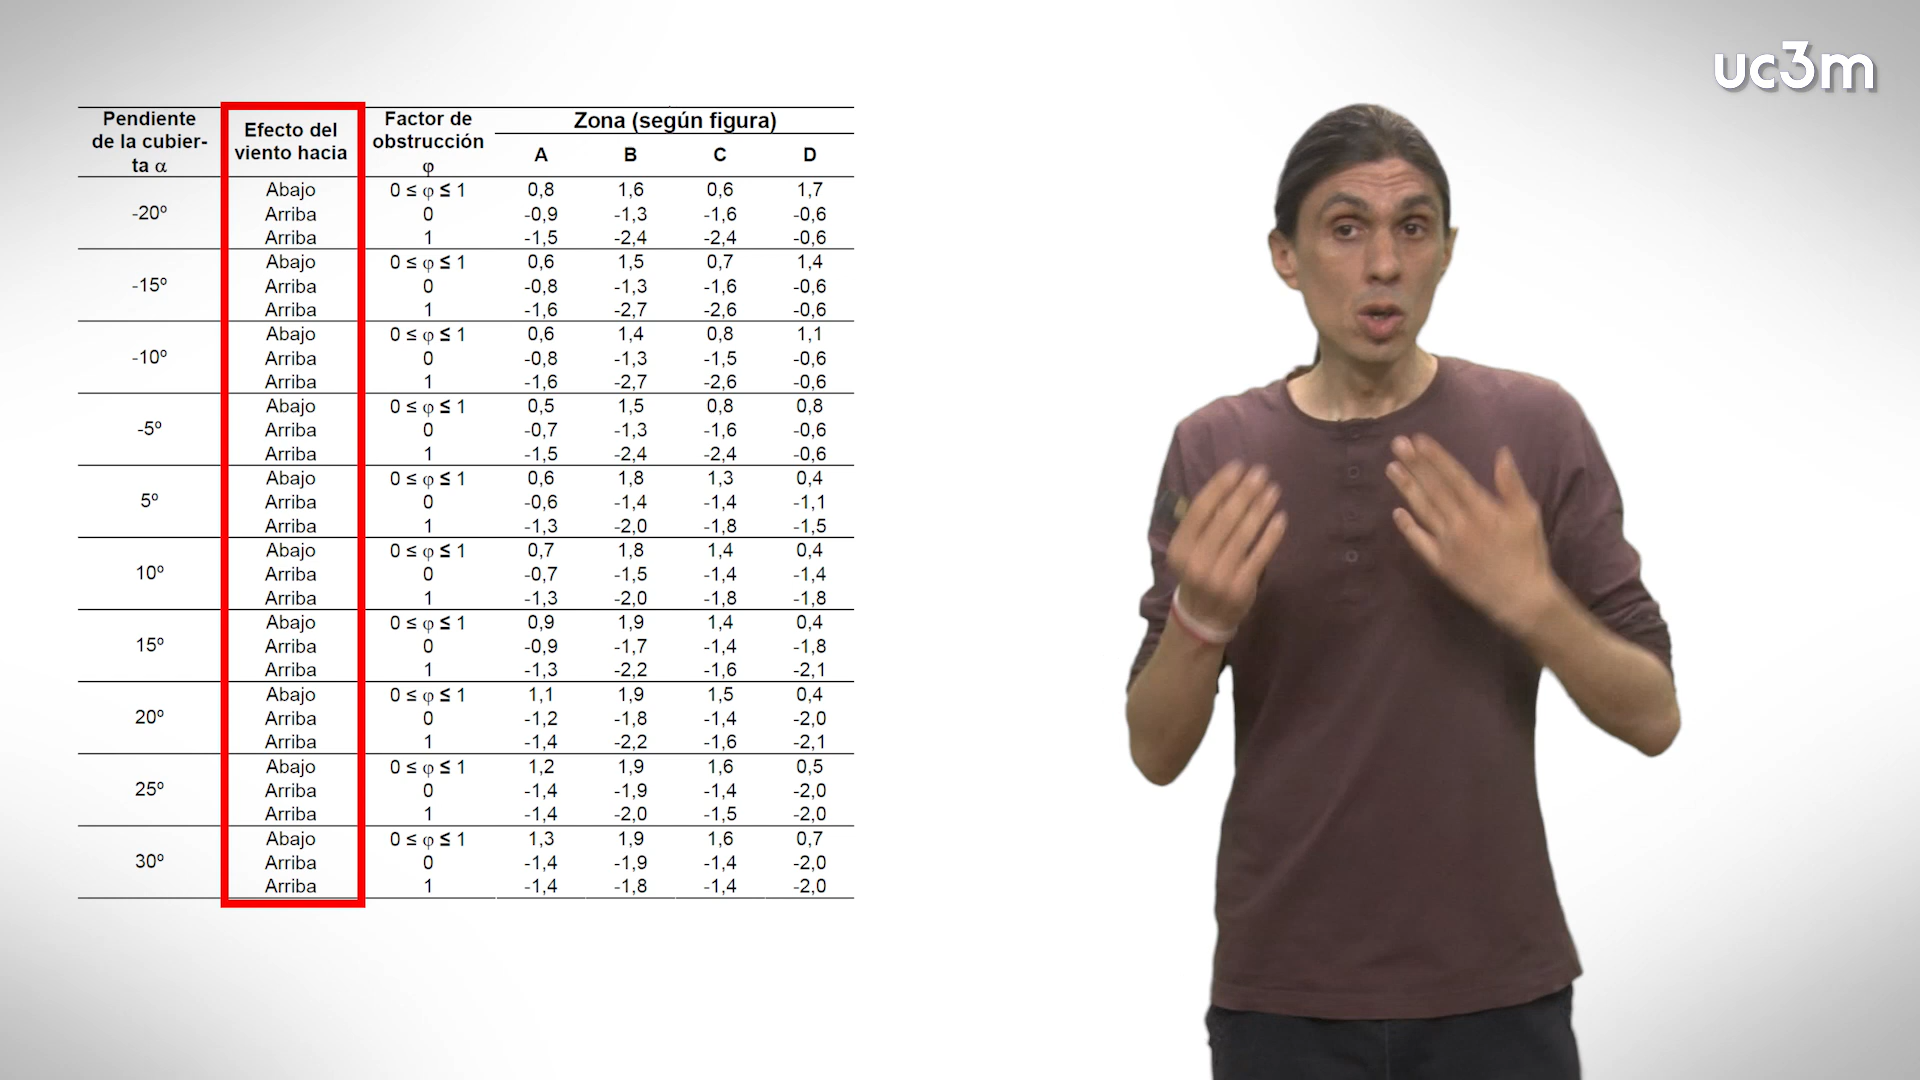 uc3m
Pendiente de la cubier-ta α Efecto del viento hacia Factor de obstrucción φ Zona (según figura)
A B C D
-20º Abajo 0 ≤ φ ≤ 1 0,8 1,6 0,6 1,7
Arriba 0 -0,9 -1,3 -1,6 -0,6
Arriba 1 -1,5 -2,4 -2,4 -0,6
-15º Abajo 0 ≤ φ ≤ 1 0,6 1,5 0,7 1,4
Arriba 0 -0,8 -1,3 -1,6 -0,6
Arriba 1 -1,6 -2,7 -2,6 -0,6
-10º Abajo 0 ≤ φ ≤ 1 0,6 1,4 0,8 1,1
Arriba 0 -0,8 -1,3 -1,5 -0,6
Arriba 1 -1,6 -2,7 -2,6 -0,6
-5º Abajo 0 ≤ φ ≤ 1 0,5 1,5 0,8 0,8
Arriba 0 -0,7 -1,3 -1,6 -0,6
Arriba 1 -1,5 -2,4 -2,4 -0,6
5º Abajo 0 ≤ φ ≤ 1 0,6 1,8 1,3 0,4
Arriba 0 -0,6 -1,4 -1,4 -1,1
Arriba 1 -1,3 -2,0 -1,8 -1,5
10º Abajo 0 ≤ φ ≤ 1 0,7 1,8 1,4 0,4
Arriba 0 -0,7 -1,5 -1,4 -1,4
Arriba 1 -1,3 -2,0 -1,8 -1,8
15º Abajo 0 ≤ φ ≤ 1 0,9 1,9 1,4 0,4
Arriba 0 -0,9 -1,7 -1,4 -1,8
Arriba 1 -1,3 -2,2 -1,6 -2,1
20º Abajo 0 ≤ φ ≤ 1 1,1 1,9 1,5 0,4
Arriba 0 -1,2 -1,8 -1,4 -2,0
Arriba 1 -1,4 -2,2 -1,6 -2,1
25º Abajo 0 ≤ φ ≤ 1 1,2 1,9 1,6 0,5
Arriba 0 -1,4 -1,9 -1,4 -2,0
Arriba 1 -1,4 -2,0 -1,5 -2,0
30º Abajo 0 ≤ φ ≤ 1 1,3 1,9 1,6 0,7
Arriba 0 -1,4 -1,9 -1,4 -2,0
Arriba 1 -1,4 -1,8 -1,4 -2,0